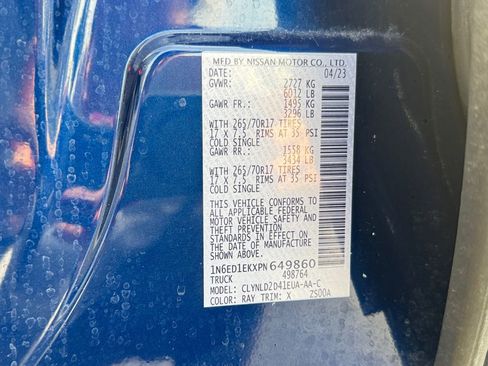 MFD BY NISSAN MOTOR CO., LTD.
DATE: 04/23
GVWR: 2727 KG
6012 LB
GAWR FR.: 1495 KG
3296 LB
WITH 265/70R17 TIRES
17 X 7.5 RIMS AT 35 PSI
COLD SINGLE
GAWR RR.: 1558 KG
3434 LB
WITH 265/70R17 TIRES
17 X 7.5 RIMS AT 35 PSI
COLD SINGLE
THIS VEHICLE CONFORMS TO
ALL APPLICABLE FEDERAL
MOTOR VEHICLE SAFETY AND
THEFT PREVENTION
STANDARDS IN EFFECT ON
THE DATE OF MANUFACTURE
SHOWN ABOVE.
1N6ED1EKXPN649860
TRUCK 498764
MODEL: CLYNLD2D41EUA-AA-C
COLOR: RAY TRIM: X ZS00A